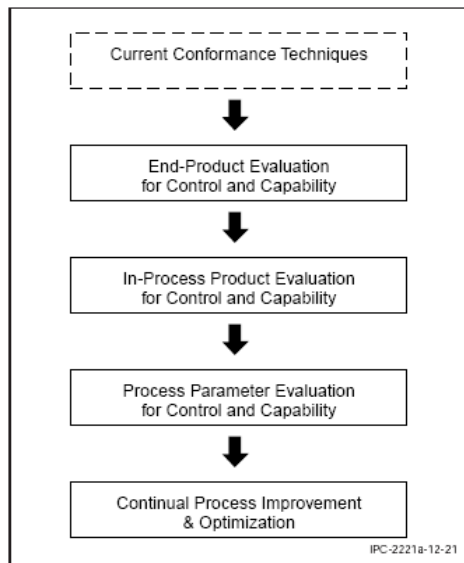 Current Conformance Techniques
End-Product Evaluation
for Control and Capability
In-Process Product Evaluation
for Control and Capability
Process Parameter Evaluation
for Control and Capability
Continual Process Improvement
& Optimization
IPC-2221a-12-21